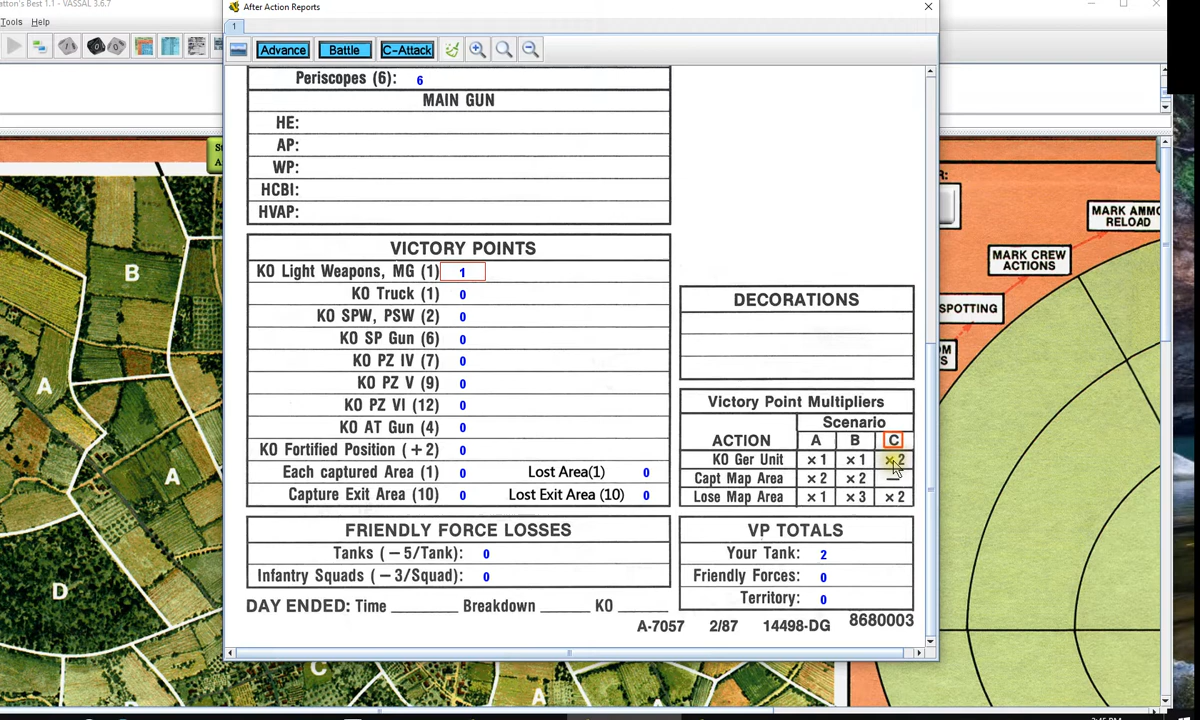 atton's Best 1.1 - VASSAL 3.6.7
After Action Reports
Tools Help
1
Advance Battle C-Attack
Periscopes (6): 6
MAIN GUN
HE:
AP:
WP:
HCBI:
HVAP:
VICTORY POINTS
KO Light Weapons, MG (1) 1
KO Truck (1) 0
KO SPW, PSW (2) 0
KO SP Gun (6) 0
KO PZ IV (7) 0
KO PZ V (9) 0
KO PZ VI (12) 0
KO AT Gun (4) 0
KO Fortified Position (+2) 0
Each captured Area (1) 0 Lost Area(1) 0
Capture Exit Area (10) 0 Lost Exit Area (10) 0
FRIENDLY FORCE LOSSES
Tanks (−5/Tank): 0
Infantry Squads (−3/Squad): 0
DAY ENDED: Time ________ Breakdown ______ KO ______
DECORATIONS
Victory Point Multipliers
Scenario
ACTION A B C
KO Ger Unit ×1 ×1 ×2
Capt Map Area ×2 ×2 —
Lose Map Area ×1 ×3 ×2
VP TOTALS
Your Tank: 2
Friendly Forces: 0
Territory: 0
A-7057 2/87 14498-DG 8680003
R:
MARK AMMO
RELOAD
MARK CREW
ACTIONS
SPOTTING
B
A
A
D
C
A